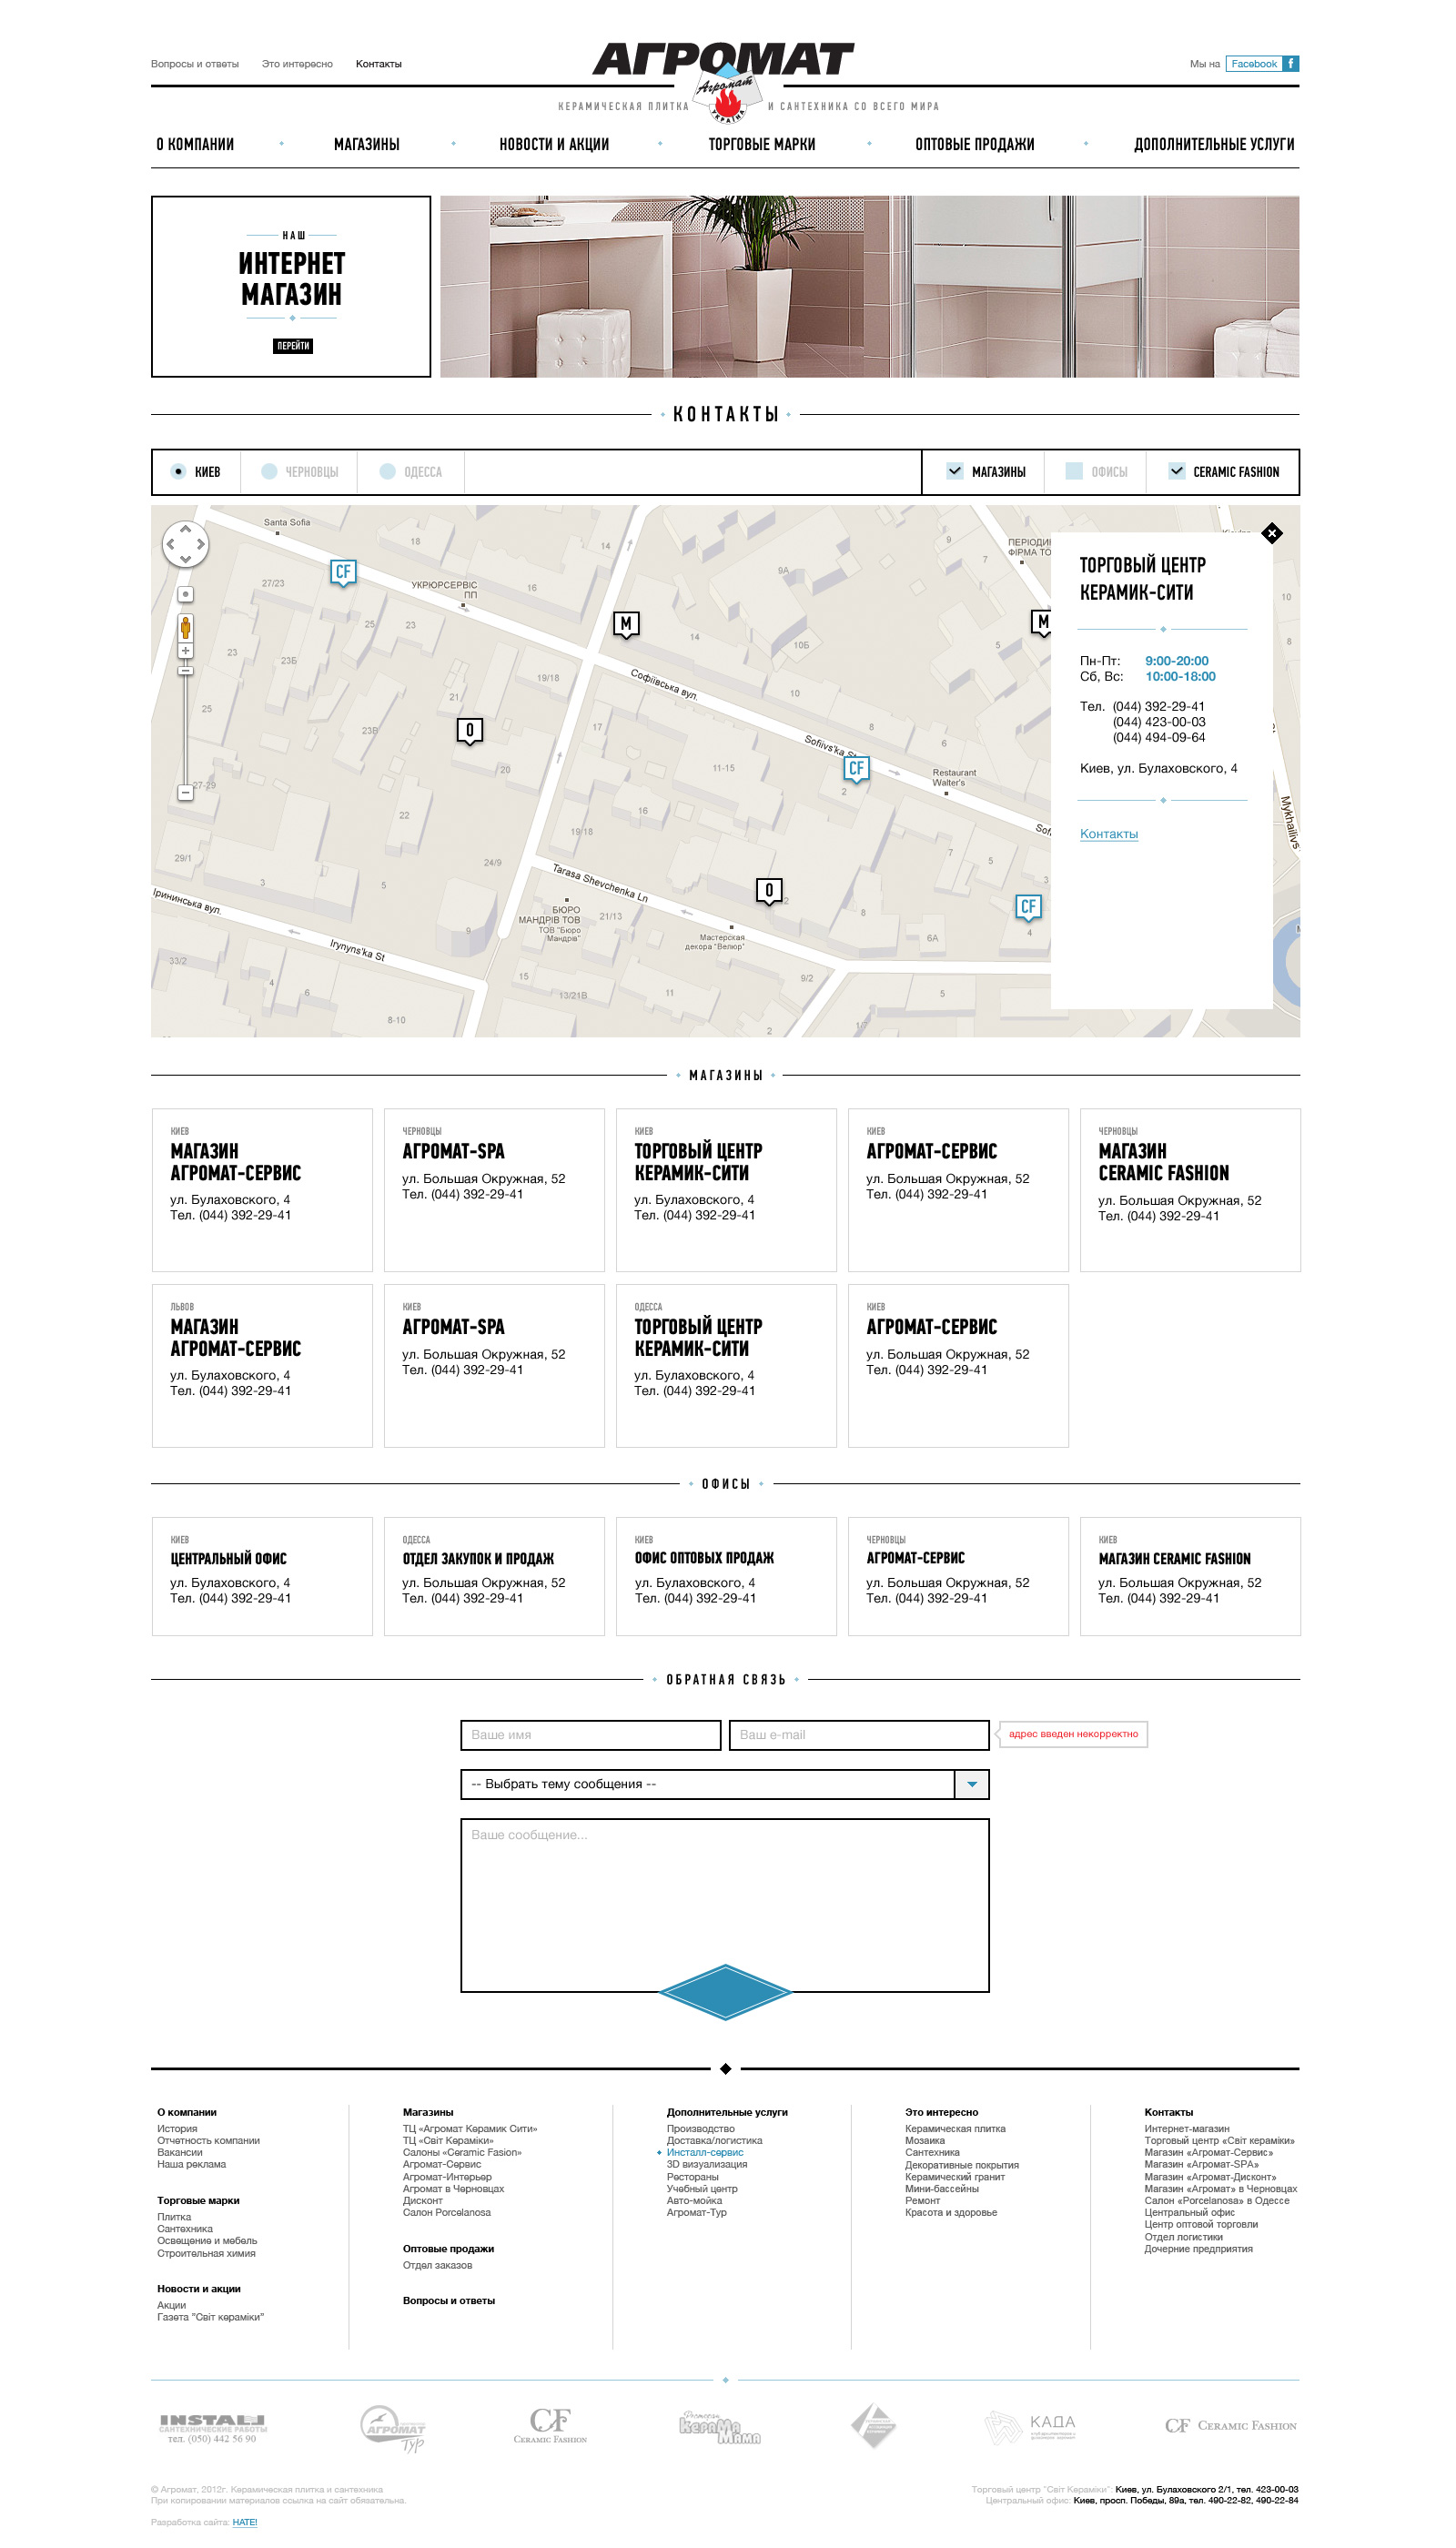 Вопросы и ответы Это интересно Контакты
АГРОМАТ
Мы на Facebook f
Агромат
УКРАЇНА
КЕРАМИЧЕСКАЯ ПЛИТКА И САНТЕХНИКА СО ВСЕГО МИРА
О КОМПАНИИ МАГАЗИНЫ НОВОСТИ И АКЦИИ ТОРГОВЫЕ МАРКИ ОПТОВЫЕ ПРОДАЖИ ДОПОЛНИТЕЛЬНЫЕ УСЛУГИ
НАШ
ИНТЕРНЕТ
МАГАЗИН
ПЕРЕЙТИ
КОНТАКТЫ
КИЕВ ЧЕРНОВЦЫ ОДЕССА МАГАЗИНЫ ОФИСЫ CERAMIC FASHION
Santa Sofia
18
14
14
9
7
ПЕРІОДИ
ФІРМА ТО
9ЦА
CF
27/23
УКРЮРСЕРВІС
ПП
16
10
25
23
M
M
14
10Б
5
8
23
23Б
19/18
Софіївська вул.
21
10
25
23В
17
8
O
Sofiivs'ka St
6
20
11-15
CF
Restaurant
Walter's
2
27-29
16
22
19/18
Sofi
Mykhailivs
29/1
24/9
7
5
3
5
Tarasa Shevchenka Ln
O
2
3
Ірининська вул.
БЮРО
МАНДРІВ ТОВ
ТОВ "Бюро
Мандрів"
21/13
8
CF
9
Мастерская
декора "Велюр"
6А
4
Irynyns'ka St
33/2
4
6
15
13/21В
11
9/2
5
8-10
2
7
ТОРГОВЫЙ ЦЕНТР
КЕРАМИК-СИТИ
Пн-Пт: 9:00-20:00
Сб, Вс: 10:00-18:00
Тел. (044) 392-29-41
(044) 423-00-03
(044) 494-09-64
Киев, ул. Булаховского, 4
Контакты
МАГАЗИНЫ
КИЕВ
МАГАЗИН
АГРОМАТ-СЕРВИС
ул. Булаховского, 4
Тел. (044) 392-29-41
ЧЕРНОВЦЫ
АГРОМАТ-SPA
ул. Большая Окружная, 52
Тел. (044) 392-29-41
КИЕВ
ТОРГОВЫЙ ЦЕНТР
КЕРАМИК-СИТИ
ул. Булаховского, 4
Тел. (044) 392-29-41
КИЕВ
АГРОМАТ-СЕРВИС
ул. Большая Окружная, 52
Тел. (044) 392-29-41
ЧЕРНОВЦЫ
МАГАЗИН
CERAMIC FASHION
ул. Большая Окружная, 52
Тел. (044) 392-29-41
ЛЬВОВ
МАГАЗИН
АГРОМАТ-СЕРВИС
ул. Булаховского, 4
Тел. (044) 392-29-41
КИЕВ
АГРОМАТ-SPA
ул. Большая Окружная, 52
Тел. (044) 392-29-41
ОДЕССА
ТОРГОВЫЙ ЦЕНТР
КЕРАМИК-СИТИ
ул. Булаховского, 4
Тел. (044) 392-29-41
КИЕВ
АГРОМАТ-СЕРВИС
ул. Большая Окружная, 52
Тел. (044) 392-29-41
ОФИСЫ
КИЕВ
ЦЕНТРАЛЬНЫЙ ОФИС
ул. Булаховского, 4
Тел. (044) 392-29-41
ОДЕССА
ОТДЕЛ ЗАКУПОК И ПРОДАЖ
ул. Большая Окружная, 52
Тел. (044) 392-29-41
КИЕВ
ОФИС ОПТОВЫХ ПРОДАЖ
ул. Булаховского, 4
Тел. (044) 392-29-41
ЧЕРНОВЦЫ
АГРОМАТ-СЕРВИС
ул. Большая Окружная, 52
Тел. (044) 392-29-41
КИЕВ
МАГАЗИН CERAMIC FASHION
ул. Большая Окружная, 52
Тел. (044) 392-29-41
ОБРАТНАЯ СВЯЗЬ
Ваше имя
Ваш e-mail
адрес введен некорректно
-- Выбрать тему сообщения --
Ваше сообщение...
О компании
История
Отчетность компании
Вакансии
Наша реклама
Торговые марки
Плитка
Сантехника
Освещение и мебель
Строительная химия
Новости и акции
Акции
Газета "Світ кераміки"
Магазины
ТЦ «Агромат Керамик Сити»
ТЦ «Світ Кераміки»
Салоны «Ceramic Fasion»
Агромат-Сервис
Агромат-Интерьер
Агромат в Черновцах
Дисконт
Салон Porcelanosa
Оптовые продажи
Отдел заказов
Вопросы и ответы
Дополнительные услуги
Производство
Доставка/логистика
Инсталл-сервис
3D визуализация
Рестораны
Учебный центр
Авто-мойка
Агромат-Тур
Это интересно
Керамическая плитка
Мозаика
Сантехника
Декоративные покрытия
Керамический гранит
Мини-бассейны
Ремонт
Красота и здоровье
Контакты
Интернет-магазин
Торговый центр «Світ кераміки»
Магазин «Агромат-Сервис»
Магазин «Агромат-SPA»
Магазин «Агромат-Дисконт»
Магазин «Агромат» в Черновцах
Салон «Porcelanosa» в Одессе
Центральный офис
Центр оптовой торговли
Отдел логистики
Дочерние предприятия
INSTALL
САНТЕХНИЧЕСКИЕ РАБОТЫ
тел. (050) 442 56 90
АГРОМАТ
Тур
CF
CERAMIC FASHION
Ресторан
КераМа
Мама
КАДА
CF CERAMIC FASHION
© Агромат, 2012г. Керамическая плитка и сантехника
При копировании материалов ссылка на сайт обязательна.
Разработка сайта: HATE!
Торговый центр "Світ Кераміки": Киев, ул. Булаховского 2/1, тел. 423-00-03
Центральный офис: Киев, просп. Победы, 89а, тел. 490-22-82, 490-22-84